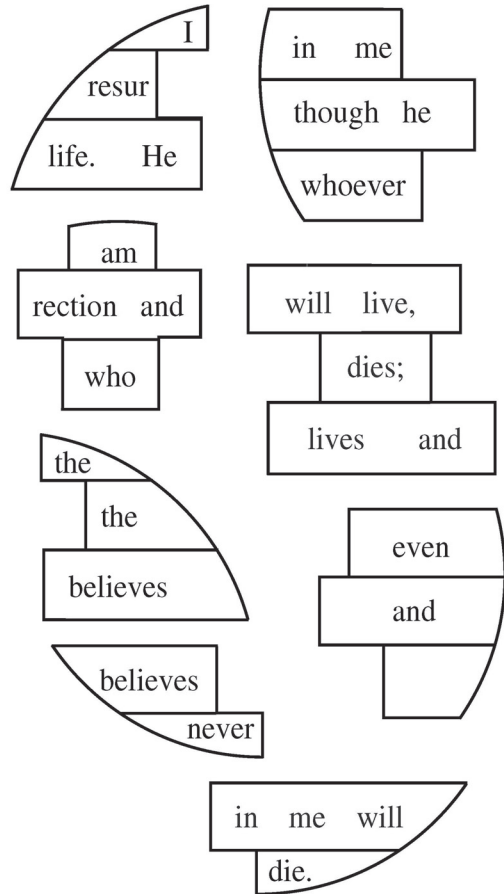 I
resur
life. He
in me
though he
whoever
am
rection and
who
will live,
dies;
lives and
the
the
believes
even
and
believes
never
in me will
die.